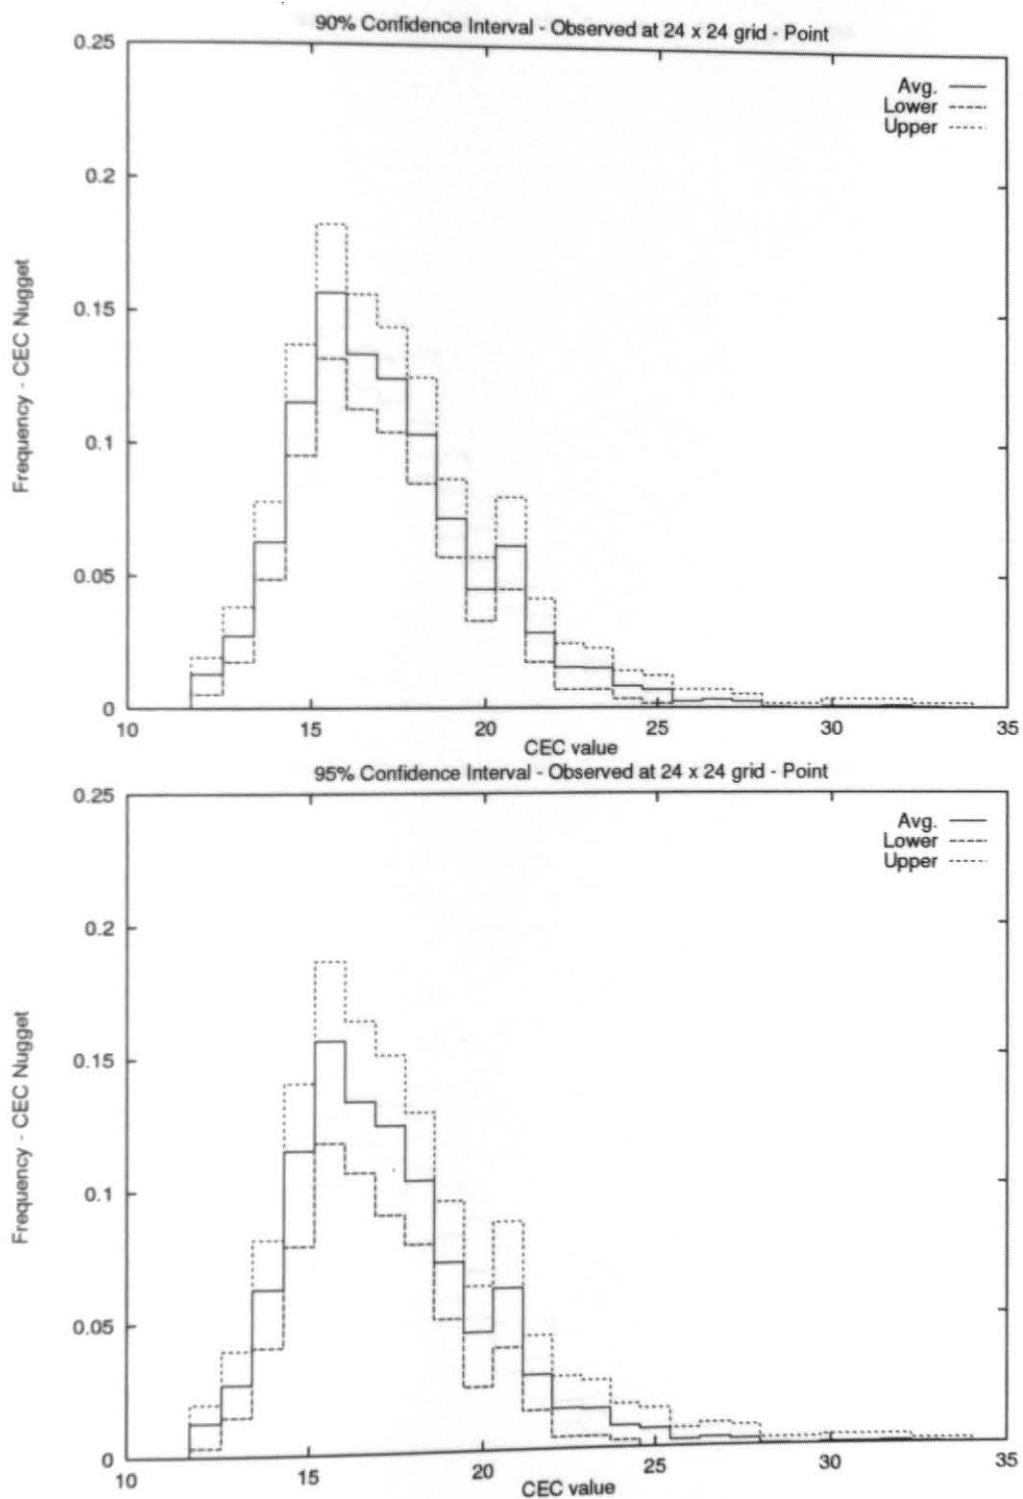 90% Confidence Interval - Observed at 24 x 24 grid - Point
0.25
Avg.
Lower
Upper
0.2
0.15
0.1
0.05
0
Frequency - CEC Nugget
10 15 20 25 30 35
CEC value
95% Confidence Interval - Observed at 24 x 24 grid - Point
0.25
Avg.
Lower
Upper
0.2
0.15
0.1
0.05
0
Frequency - CEC Nugget
10 15 20 25 30 35
CEC value